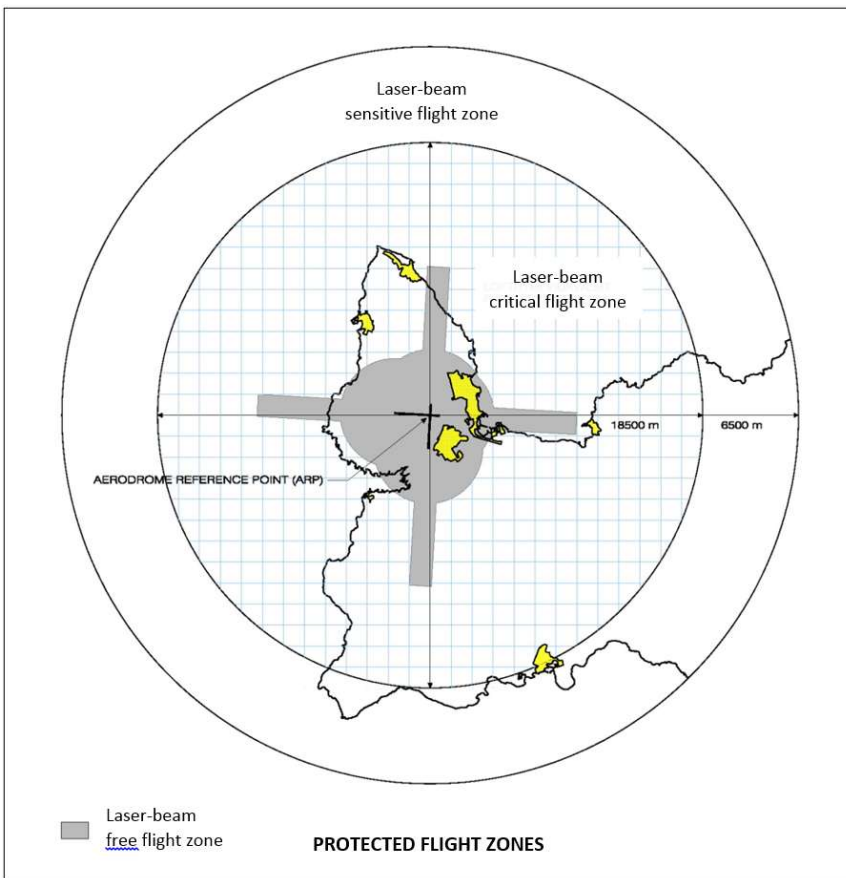 Laser-beam
sensitive flight zone
Laser-beam
critical flight zone
18500 m
6500 m
AERODROME REFERENCE POINT (ARP)
Laser-beam
free flight zone
PROTECTED FLIGHT ZONES